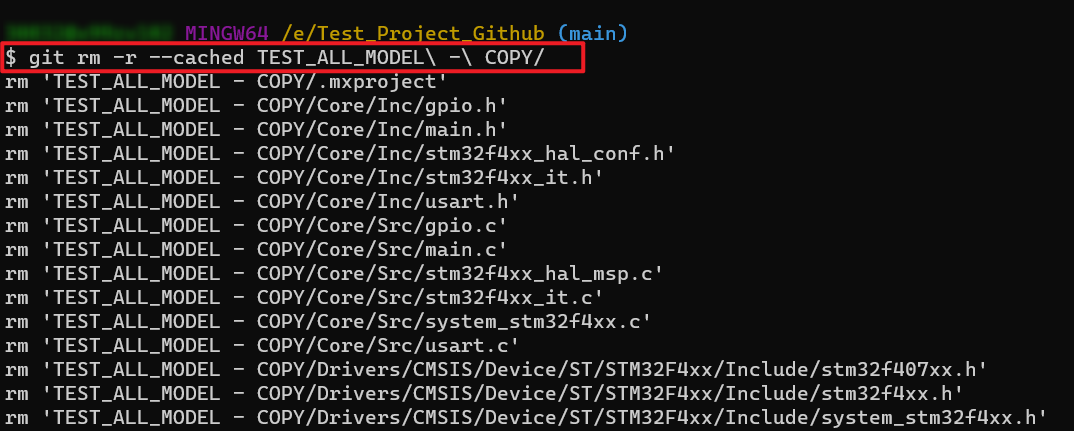 MINGW64 /e/Test_Project_Github (main)
$ git rm -r --cached TEST_ALL_MODEL\ -\ COPY/
rm 'TEST_ALL_MODEL - COPY/.mxproject'
rm 'TEST_ALL_MODEL - COPY/Core/Inc/gpio.h'
rm 'TEST_ALL_MODEL - COPY/Core/Inc/main.h'
rm 'TEST_ALL_MODEL - COPY/Core/Inc/stm32f4xx_hal_conf.h'
rm 'TEST_ALL_MODEL - COPY/Core/Inc/stm32f4xx_it.h'
rm 'TEST_ALL_MODEL - COPY/Core/Inc/usart.h'
rm 'TEST_ALL_MODEL - COPY/Core/Src/gpio.c'
rm 'TEST_ALL_MODEL - COPY/Core/Src/main.c'
rm 'TEST_ALL_MODEL - COPY/Core/Src/stm32f4xx_hal_msp.c'
rm 'TEST_ALL_MODEL - COPY/Core/Src/stm32f4xx_it.c'
rm 'TEST_ALL_MODEL - COPY/Core/Src/system_stm32f4xx.c'
rm 'TEST_ALL_MODEL - COPY/Core/Src/usart.c'
rm 'TEST_ALL_MODEL - COPY/Drivers/CMSIS/Device/ST/STM32F4xx/Include/stm32f407xx.h'
rm 'TEST_ALL_MODEL - COPY/Drivers/CMSIS/Device/ST/STM32F4xx/Include/stm32f4xx.h'
rm 'TEST_ALL_MODEL - COPY/Drivers/CMSIS/Device/ST/STM32F4xx/Include/system_stm32f4xx.h'